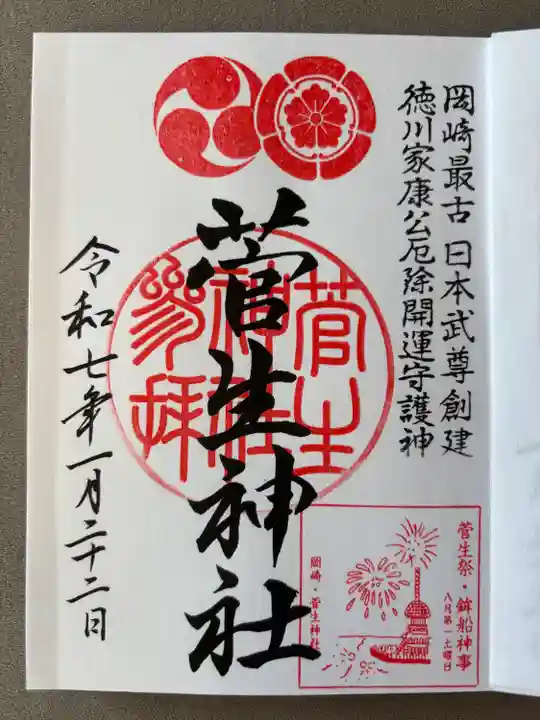 岡崎最古 日本武尊創建
徳川家康公厄除開運守護神
菅生神社
菅生
神社
参拝
令和七年一月二十二日
菅生祭・鉾船神事
八月第一土曜日
岡崎・菅生神社